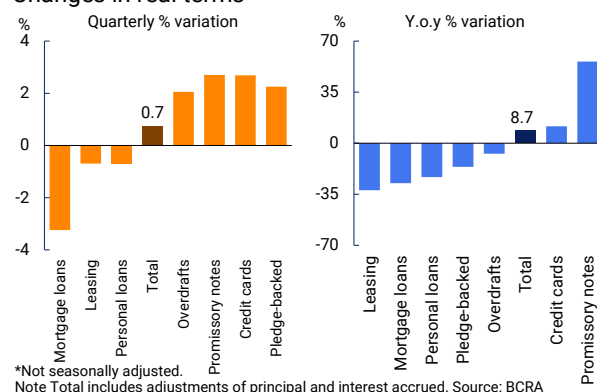 Changes in real terms
Quarterly % variation
%
4
2
0
-2
-4
0.7
Mortgage loans
Leasing
Personal loans
Total
Overdrafts
Promissory notes
Credit cards
Pledge-backed
Y.o.y % variation
%
70
35
0
-35
-70
8.7
Leasing
Mortgage loans
Personal loans
Pledge-backed
Overdrafts
Total
Credit cards
Promissory notes
*Not seasonally adjusted.
Note Total includes adjustments of principal and interest accrued. Source: BCRA